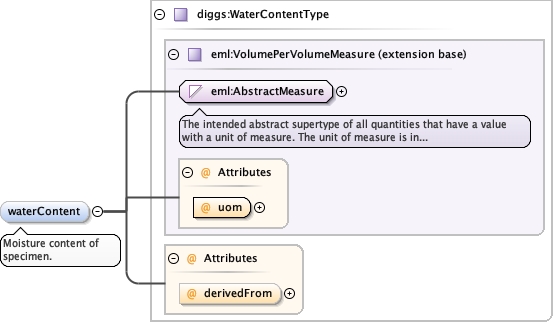 diggs:WaterContentType
eml:VolumePerVolumeMeasure (extension base)
eml:AbstractMeasure
The intended abstract supertype of all quantities that have a value
with a unit of measure. The unit of measure is in...
@ Attributes
@ uom
waterContent
Moisture content of
specimen.
@ Attributes
@ derivedFrom